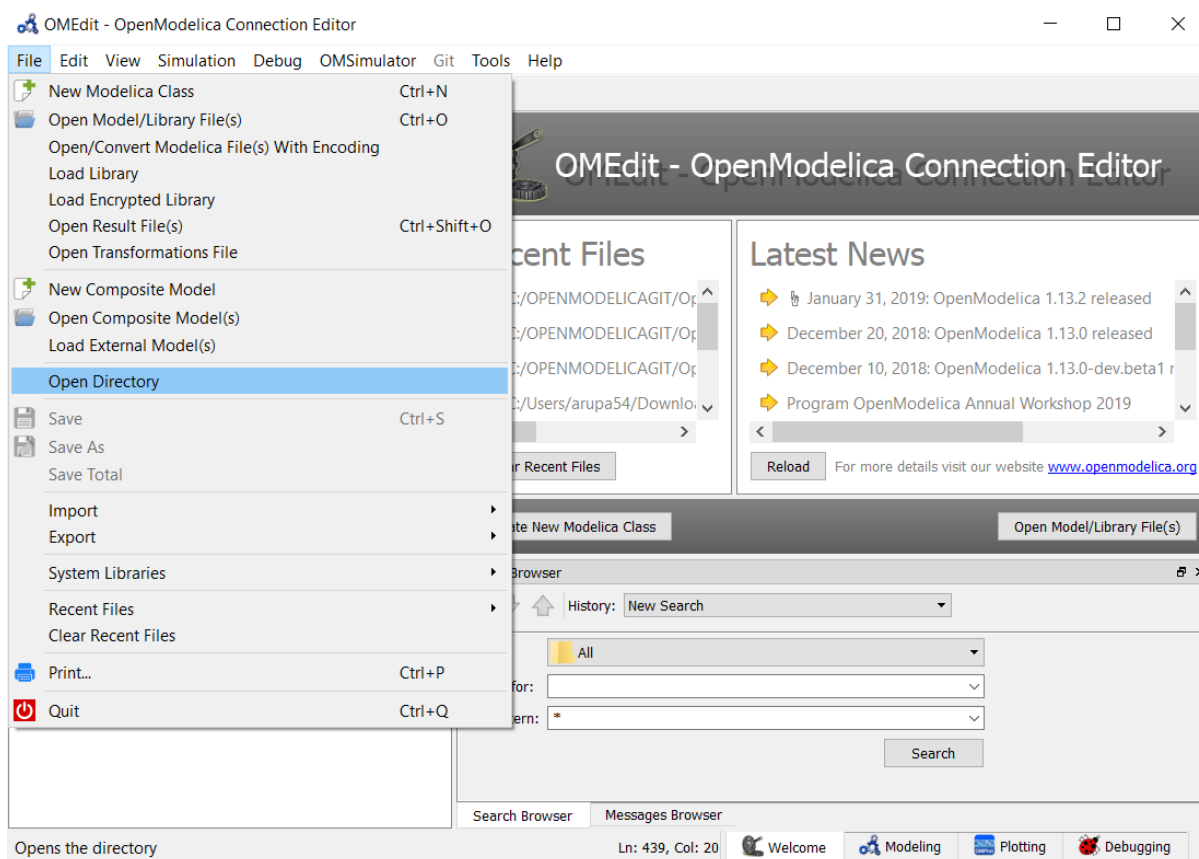 OMEdit - OpenModelica Connection Editor
File Edit View Simulation Debug OMSimulator Git Tools Help
New Modelica Class Ctrl+N
Open Model/Library File(s) Ctrl+O
Open/Convert Modelica File(s) With Encoding
Load Library
Load Encrypted Library
Open Result File(s) Ctrl+Shift+O
Open Transformations File
New Composite Model
Open Composite Model(s)
Load External Model(s)
Open Directory
Save Ctrl+S
Save As
Save Total
Import
Export
System Libraries
Recent Files
Clear Recent Files
Print... Ctrl+P
Quit Ctrl+Q
OMEdit - OpenModelica Connection Editor
cent Files
C:/OPENMODELICAGIT/Op
C:/OPENMODELICAGIT/Op
C:/OPENMODELICAGIT/Op
C:/Users/arupa54/Downlo
r Recent Files
Latest News
January 31, 2019: OpenModelica 1.13.2 released
December 20, 2018: OpenModelica 1.13.0 released
December 10, 2018: OpenModelica 1.13.0-dev.beta1 r
Program OpenModelica Annual Workshop 2019
Reload For more details visit our website www.openmodelica.org
ate New Modelica Class Open Model/Library File(s)
Browser
History: New Search
All
for:
ern: *
Search
Search Browser Messages Browser
Opens the directory Ln: 439, Col: 20 Welcome Modeling Plotting Debugging